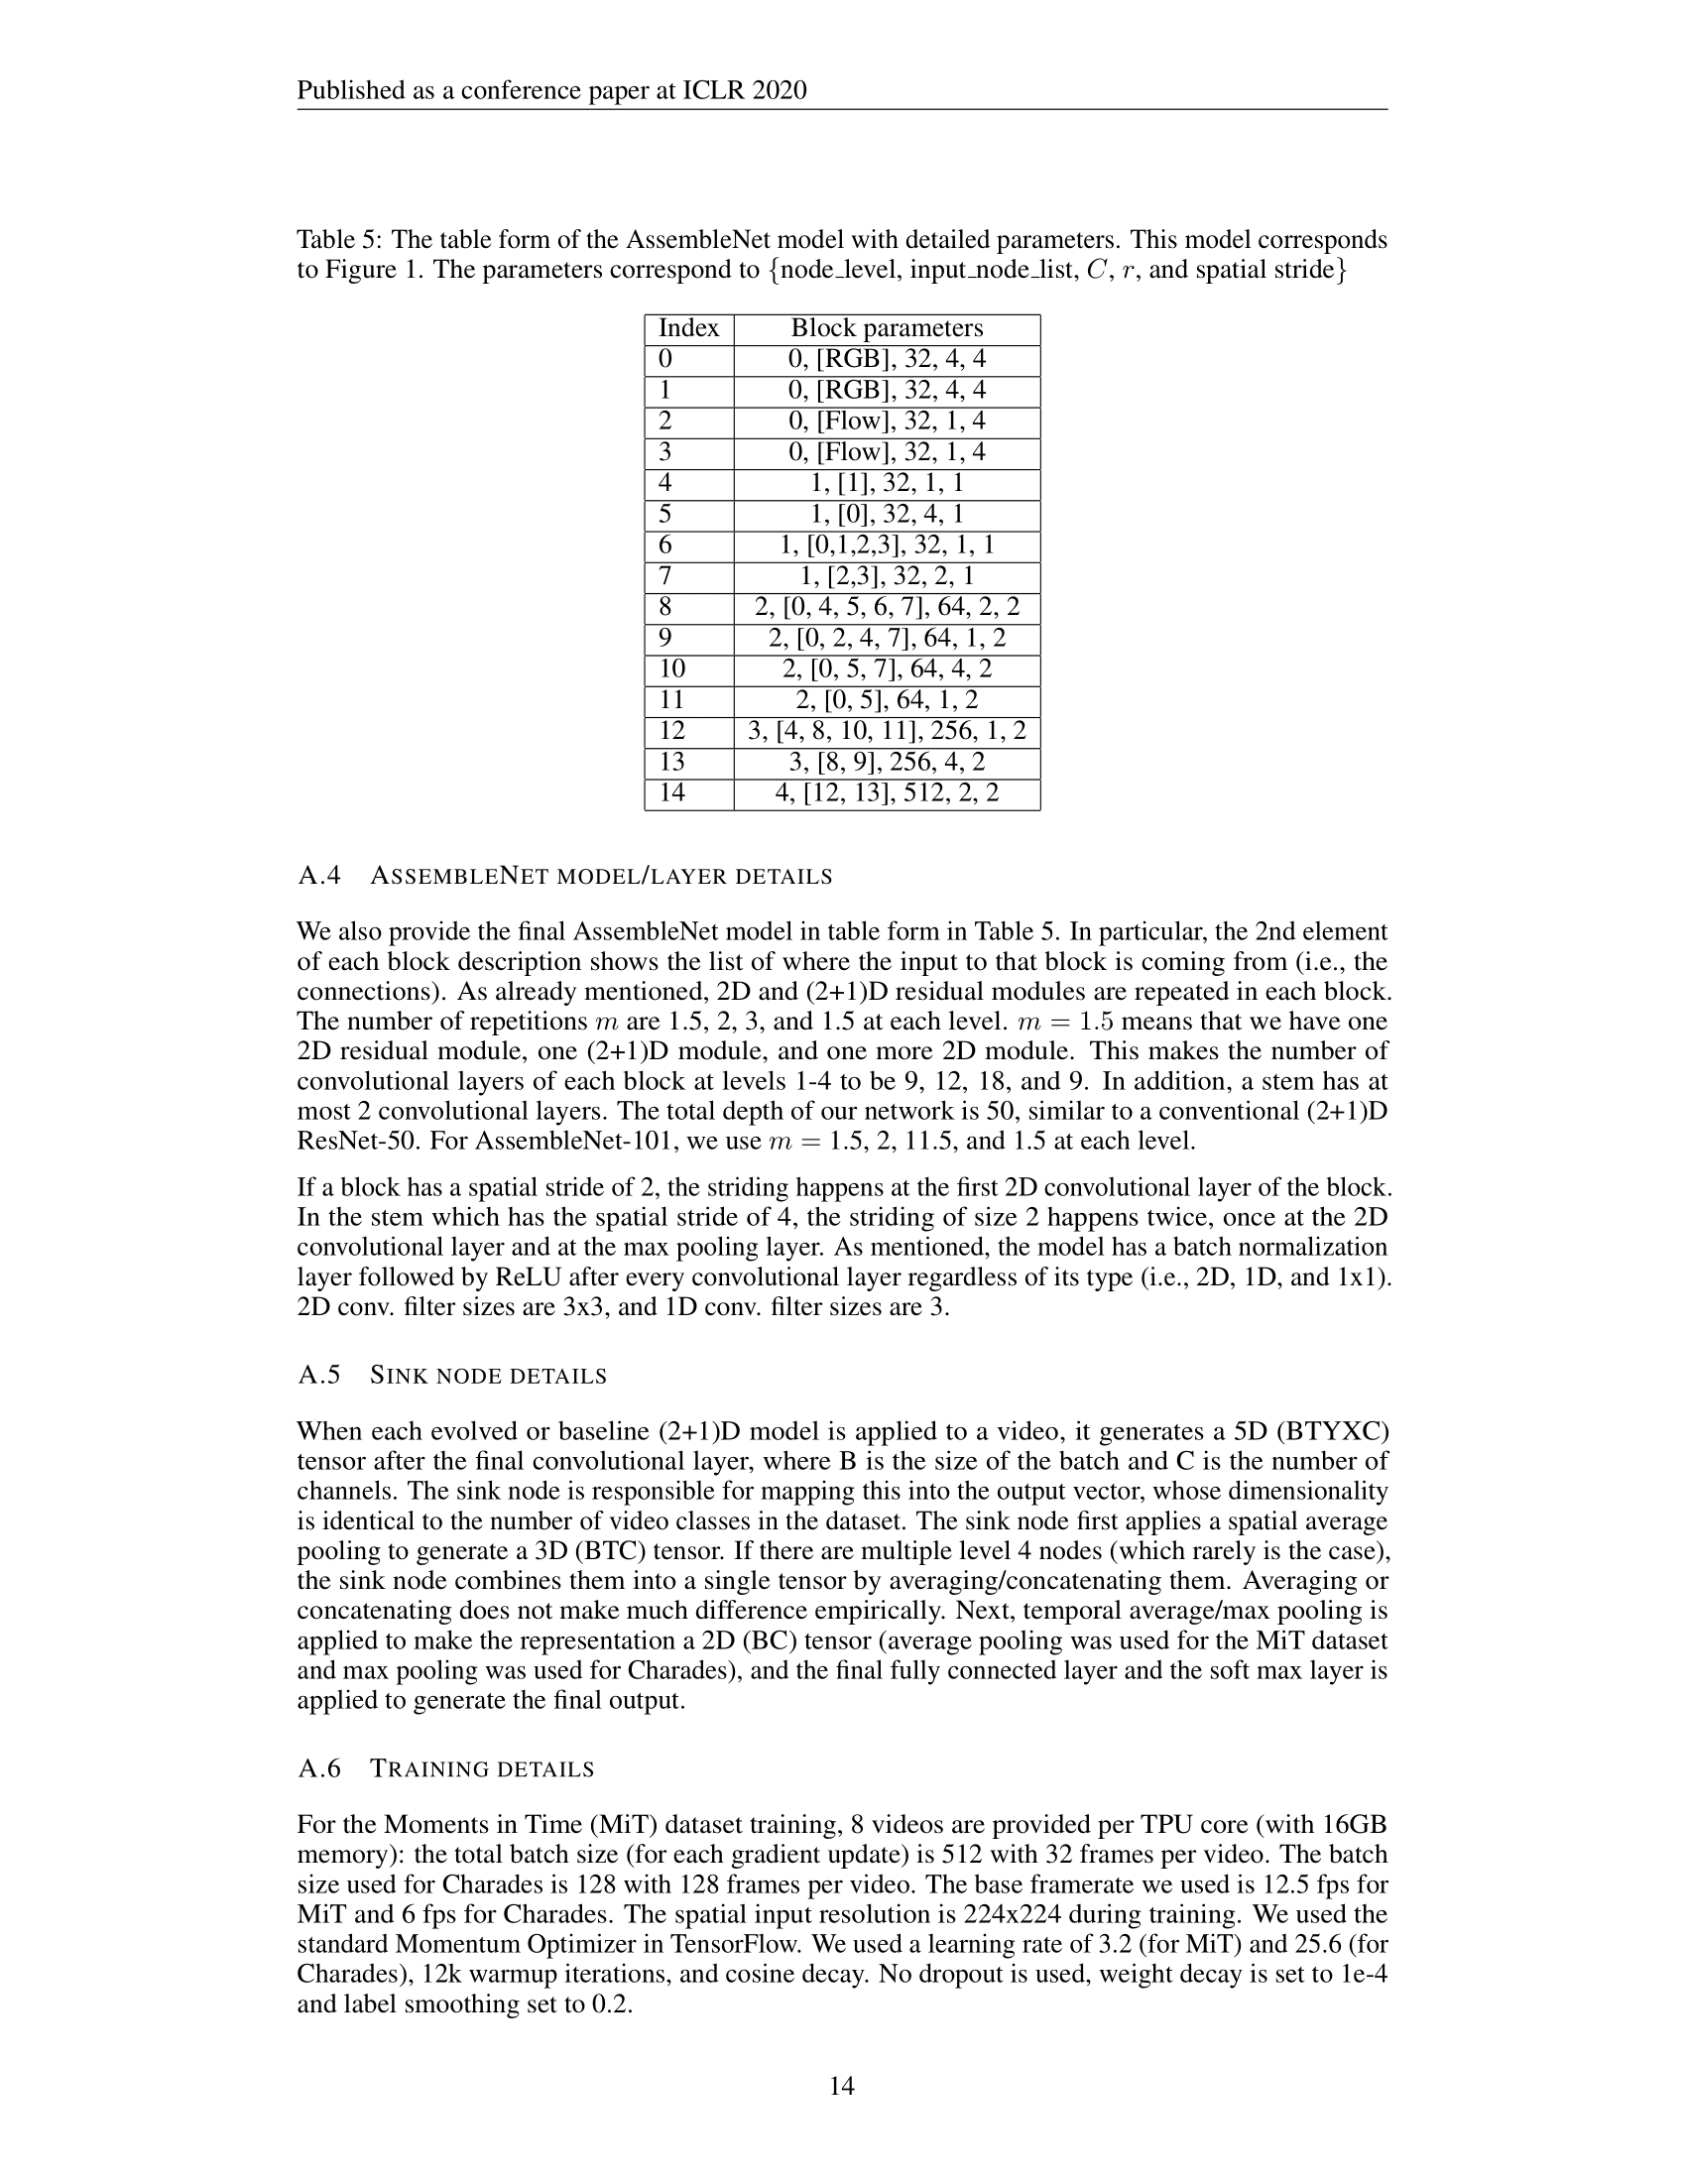 Published as a conference paper at ICLR 2020
Table 5: The table form of the AssembleNet model with detailed parameters. This model corresponds
to Figure 1. The parameters correspond to {node_level, input_node_list, C, r, and spatial stride}
Index Block parameters
0 0, [RGB], 32, 4, 4
1 0, [RGB], 32, 4, 4
2 0, [Flow], 32, 1, 4
3 0, [Flow], 32, 1, 4
4 1, [1], 32, 1, 1
5 1, [0], 32, 4, 1
6 1, [0,1,2,3], 32, 1, 1
7 1, [2,3], 32, 2, 1
8 2, [0, 4, 5, 6, 7], 64, 2, 2
9 2, [0, 2, 4, 7], 64, 1, 2
10 2, [0, 5, 7], 64, 4, 2
11 2, [0, 5], 64, 1, 2
12 3, [4, 8, 10, 11], 256, 1, 2
13 3, [8, 9], 256, 4, 2
14 4, [12, 13], 512, 2, 2
A.4 ASSEMBLENET MODEL/LAYER DETAILS
We also provide the final AssembleNet model in table form in Table 5. In particular, the 2nd element
of each block description shows the list of where the input to that block is coming from (i.e., the
connections). As already mentioned, 2D and (2+1)D residual modules are repeated in each block.
The number of repetitions m are 1.5, 2, 3, and 1.5 at each level. m = 1.5 means that we have one
2D residual module, one (2+1)D module, and one more 2D module. This makes the number of
convolutional layers of each block at levels 1-4 to be 9, 12, 18, and 9. In addition, a stem has at
most 2 convolutional layers. The total depth of our network is 50, similar to a conventional (2+1)D
ResNet-50. For AssembleNet-101, we use m = 1.5, 2, 11.5, and 1.5 at each level.
If a block has a spatial stride of 2, the striding happens at the first 2D convolutional layer of the block.
In the stem which has the spatial stride of 4, the striding of size 2 happens twice, once at the 2D
convolutional layer and at the max pooling layer. As mentioned, the model has a batch normalization
layer followed by ReLU after every convolutional layer regardless of its type (i.e., 2D, 1D, and 1x1).
2D conv. filter sizes are 3x3, and 1D conv. filter sizes are 3.
A.5 SINK NODE DETAILS
When each evolved or baseline (2+1)D model is applied to a video, it generates a 5D (BTYXC)
tensor after the final convolutional layer, where B is the size of the batch and C is the number of
channels. The sink node is responsible for mapping this into the output vector, whose dimensionality
is identical to the number of video classes in the dataset. The sink node first applies a spatial average
pooling to generate a 3D (BTC) tensor. If there are multiple level 4 nodes (which rarely is the case),
the sink node combines them into a single tensor by averaging/concatenating them. Averaging or
concatenating does not make much difference empirically. Next, temporal average/max pooling is
applied to make the representation a 2D (BC) tensor (average pooling was used for the MiT dataset
and max pooling was used for Charades), and the final fully connected layer and the soft max layer is
applied to generate the final output.
A.6 TRAINING DETAILS
For the Moments in Time (MiT) dataset training, 8 videos are provided per TPU core (with 16GB
memory): the total batch size (for each gradient update) is 512 with 32 frames per video. The batch
size used for Charades is 128 with 128 frames per video. The base framerate we used is 12.5 fps for
MiT and 6 fps for Charades. The spatial input resolution is 224x224 during training. We used the
standard Momentum Optimizer in TensorFlow. We used a learning rate of 3.2 (for MiT) and 25.6 (for
Charades), 12k warmup iterations, and cosine decay. No dropout is used, weight decay is set to 1e-4
and label smoothing set to 0.2.
14